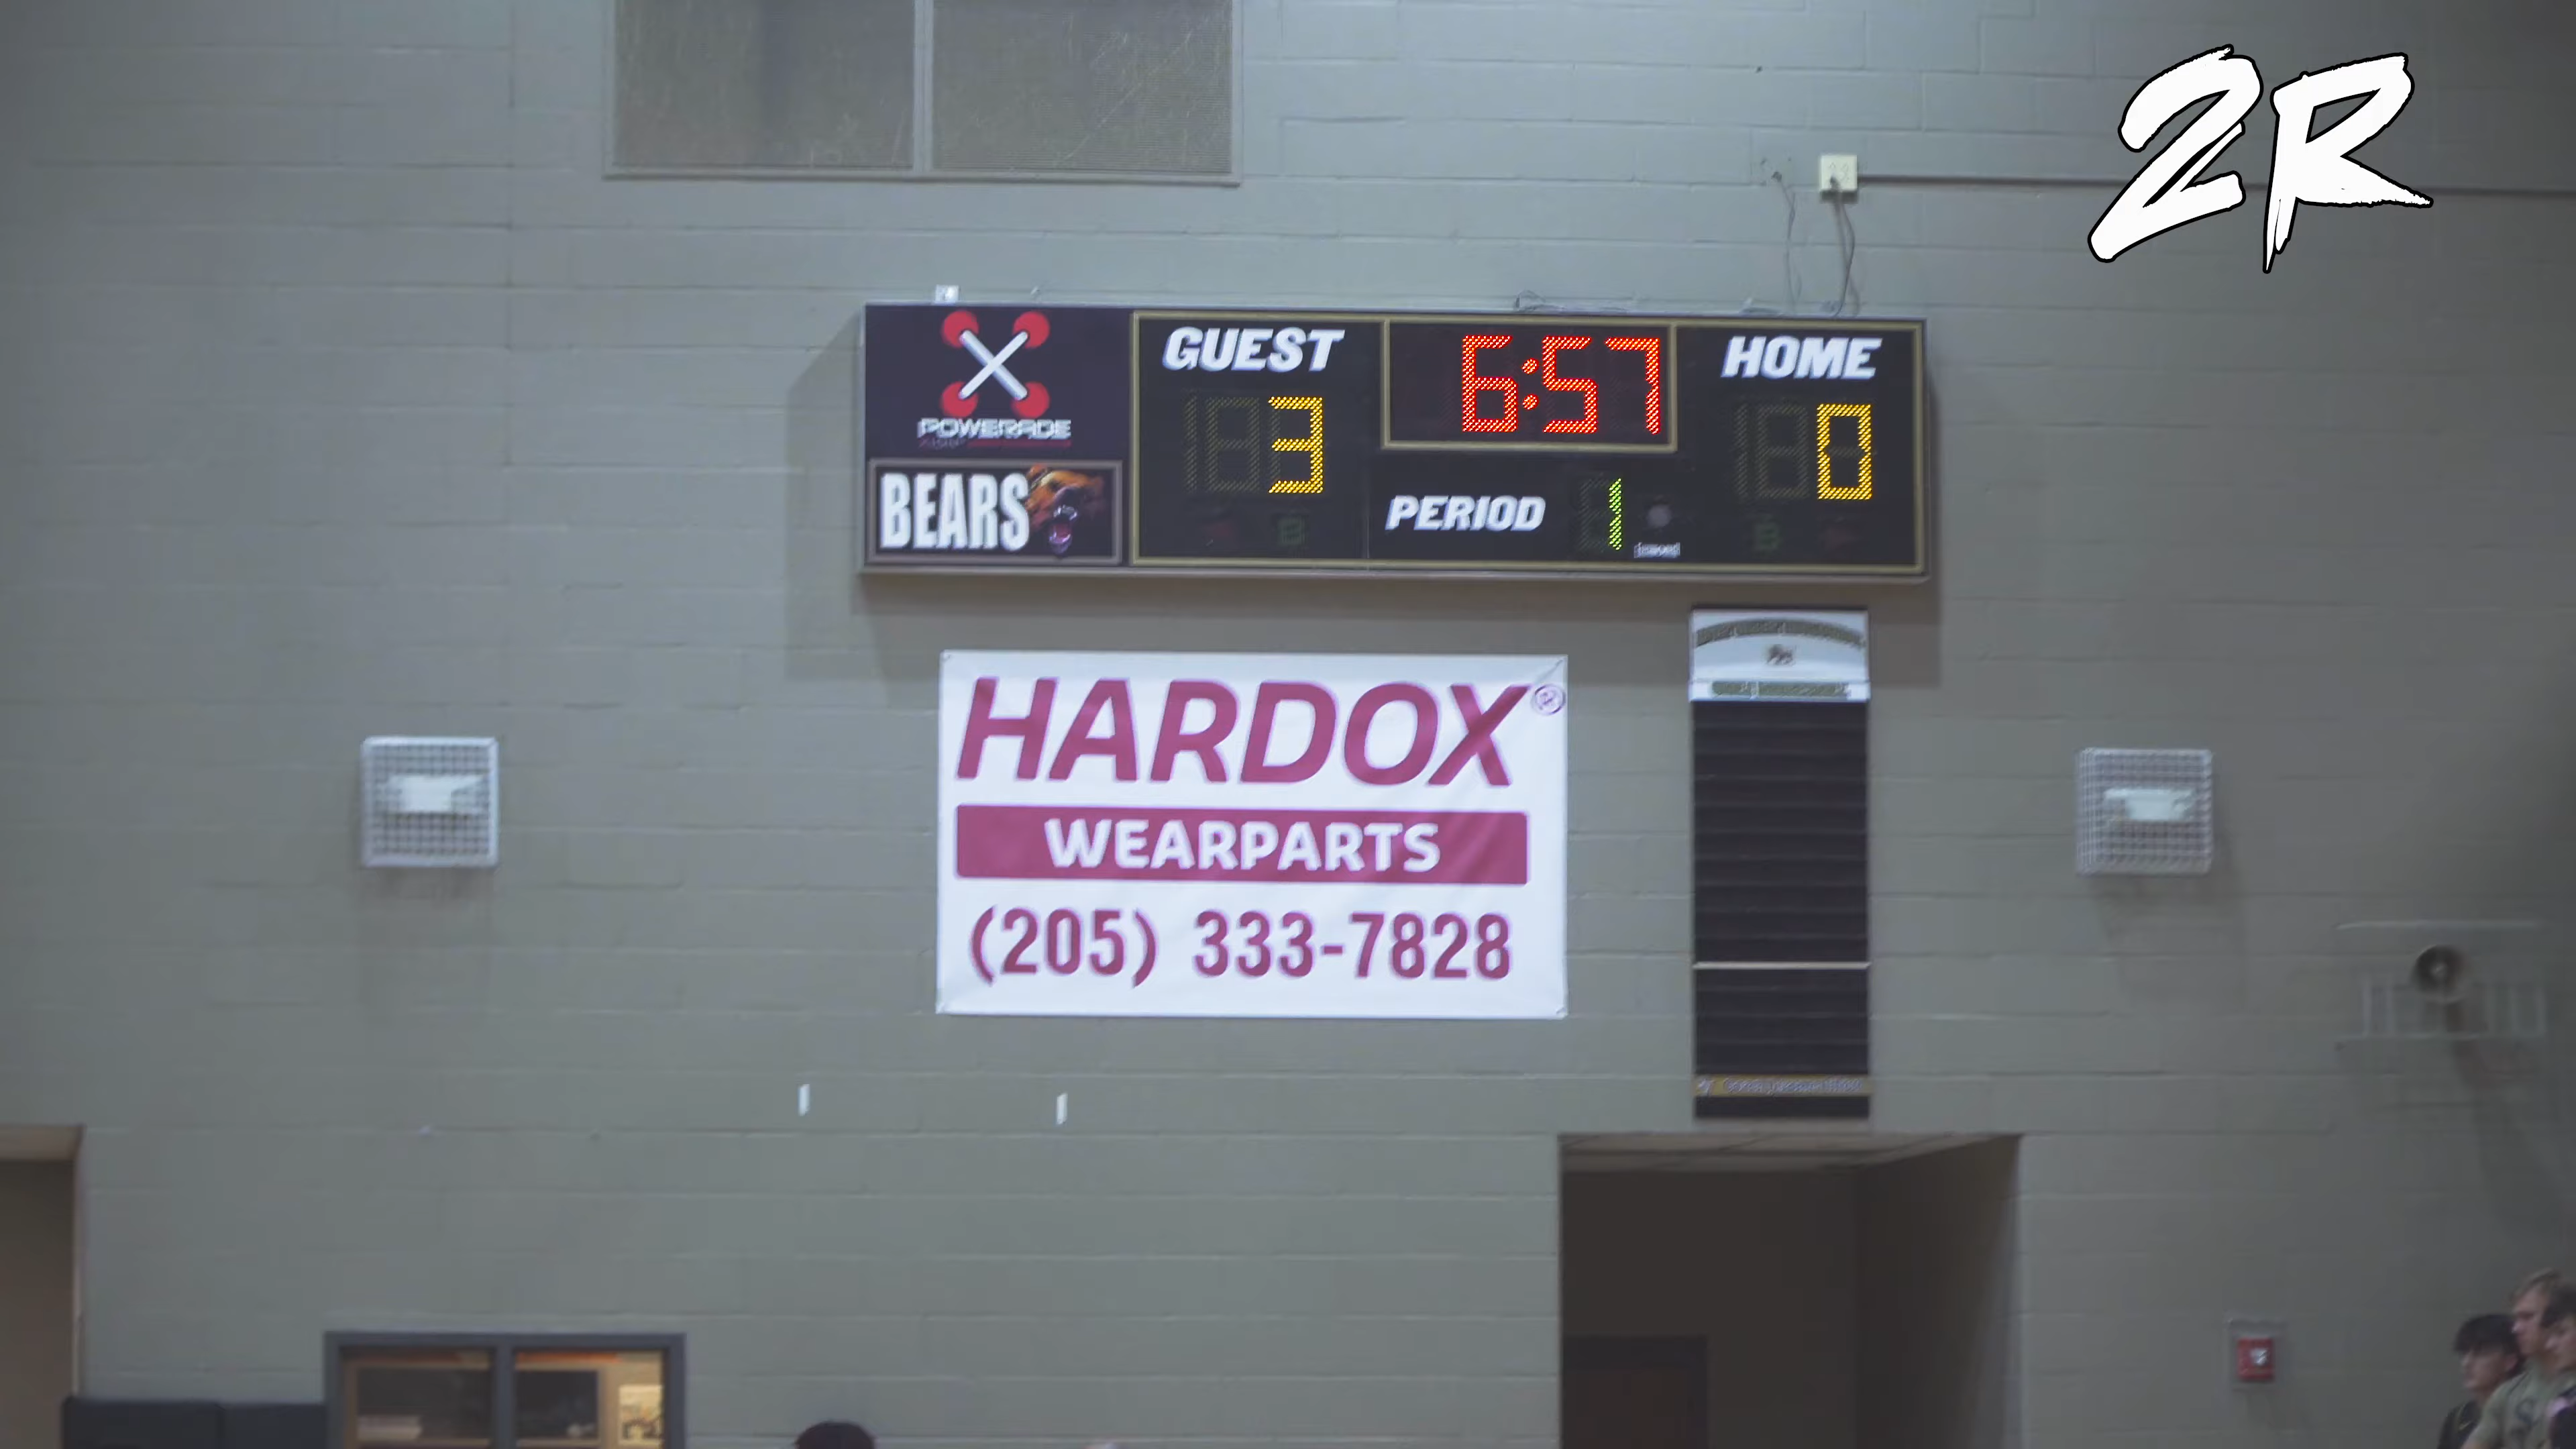 2R
GUEST
6:57
HOME
POWERADE
3
0
BEARS
PERIOD
1
B
B
HARDOX®
WEARPARTS
(205) 333-7828